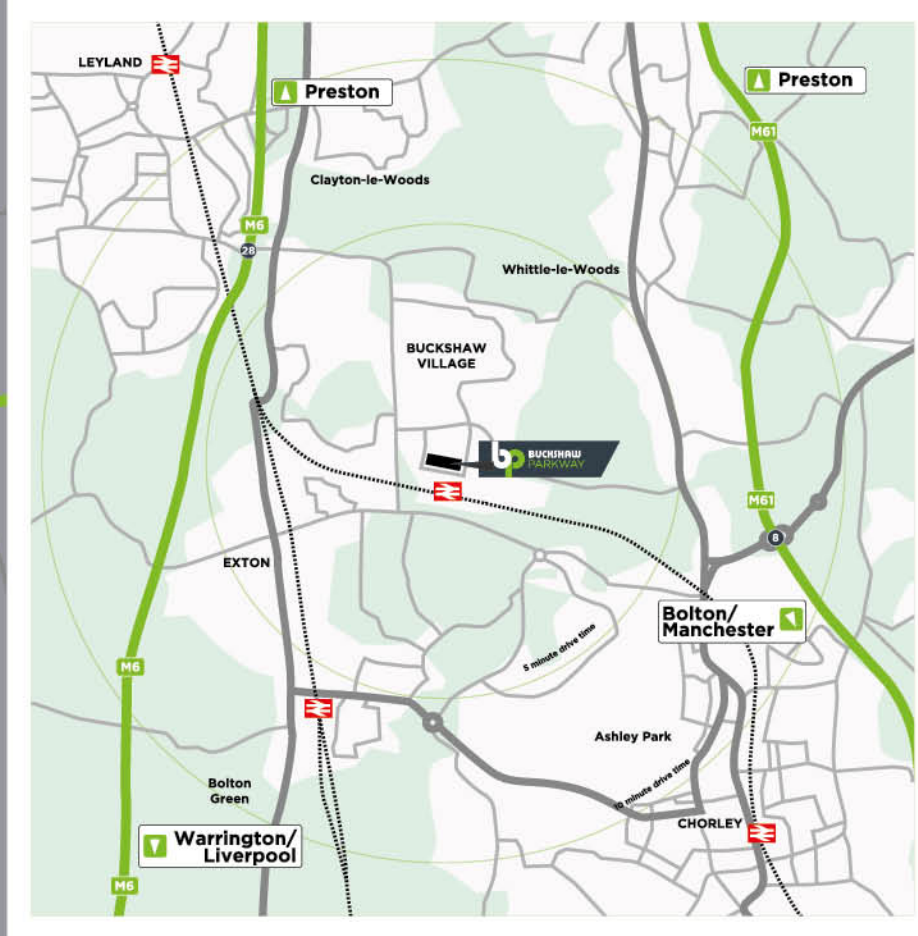 LEYLAND
Preston
Preston
M61
Clayton-le-Woods
M6
28
Whittle-le-Woods
BUCKSHAW
VILLAGE
bp BUCKSHAW
PARKWAY
M61
8
EXTON
Bolton/
Manchester
5 minute drive time
M6
Ashley Park
10 minute drive time
Bolton
Green
CHORLEY
Warrington/
Liverpool
M6